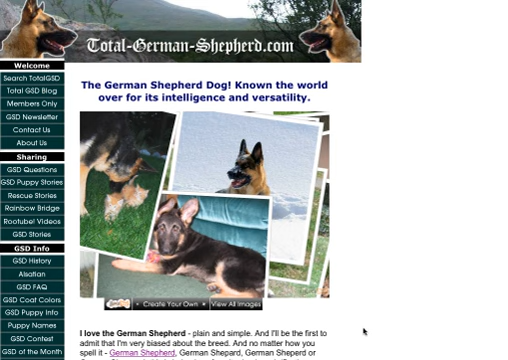 Total-German-Shepherd.com
Welcome
Search TotalGSD
Total GSD Blog
Members Only
GSD Newsletter
Contact Us
About Us
Sharing
GSD Questions
GSD Puppy Stories
Rescue Stories
Rainbow Bridge
Rootube! Videos
GSD Stories
GSD Info
GSD History
Alsatian
GSD FAQ
GSD Coat Colors
GSD Puppy Info
Puppy Names
GSD Contest
GSD of the Month
The German Shepherd Dog! Known the world
over for its intelligence and versatility.
• Create Your Own • View All Images
I love the German Shepherd - plain and simple. And I'll be the first to
admit that I'm very biased about the breed. And no matter how you
spell it - German Shepherd, German Shepard, German Sheperd or